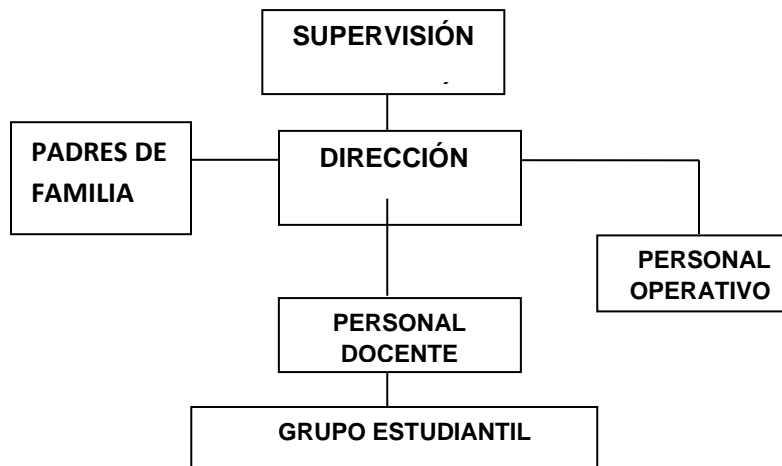 SUPERVISIÓN
PADRES DE
FAMILIA
DIRECCIÓN
PERSONAL
OPERATIVO
PERSONAL
DOCENTE
GRUPO ESTUDIANTIL